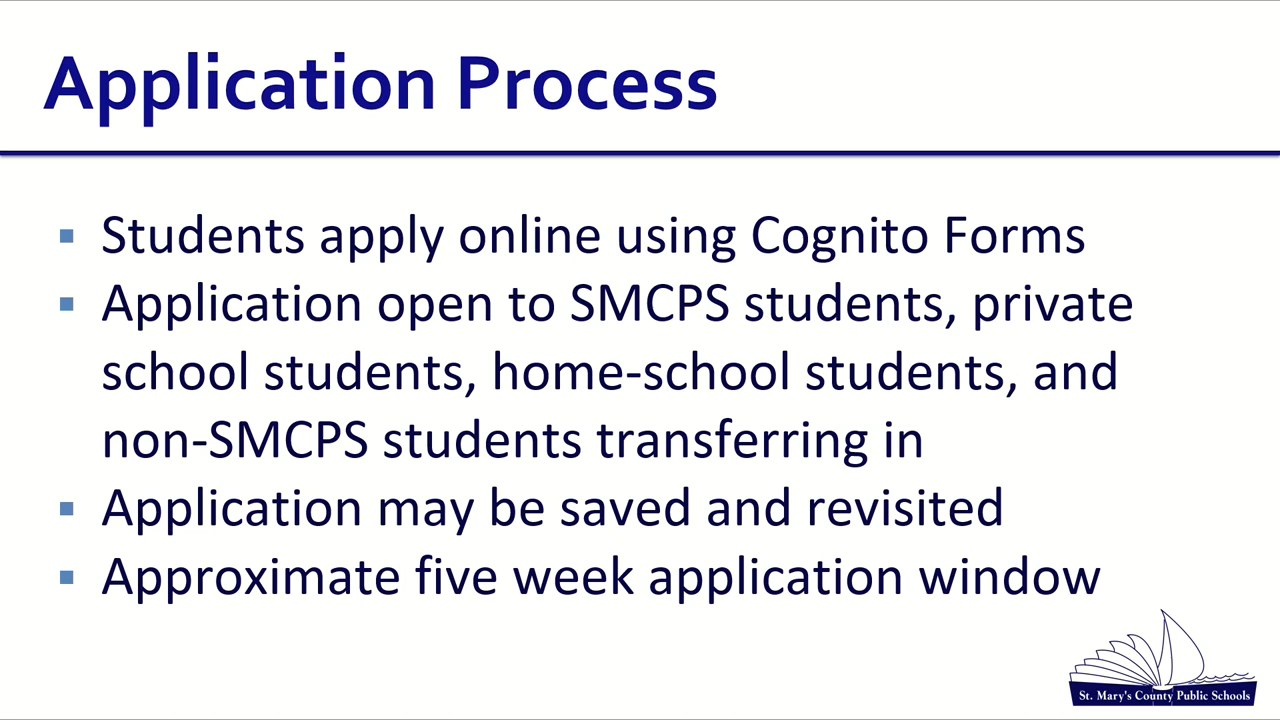 Application Process
▪ Students apply online using Cognito Forms
▪ Application open to SMCPS students, private
school students, home-school students, and
non-SMCPS students transferring in
▪ Application may be saved and revisited
▪ Approximate five week application window
St. Mary's County Public Schools